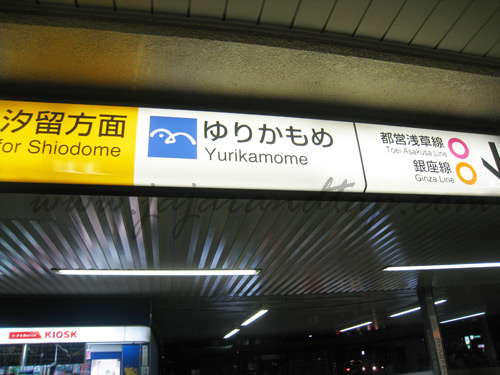 汐留方面
for Shiodome
ゆりかもめ
Yurikamome
都営浅草線
Toei Asakusa Line
銀座線
Ginza Line
KIOSK